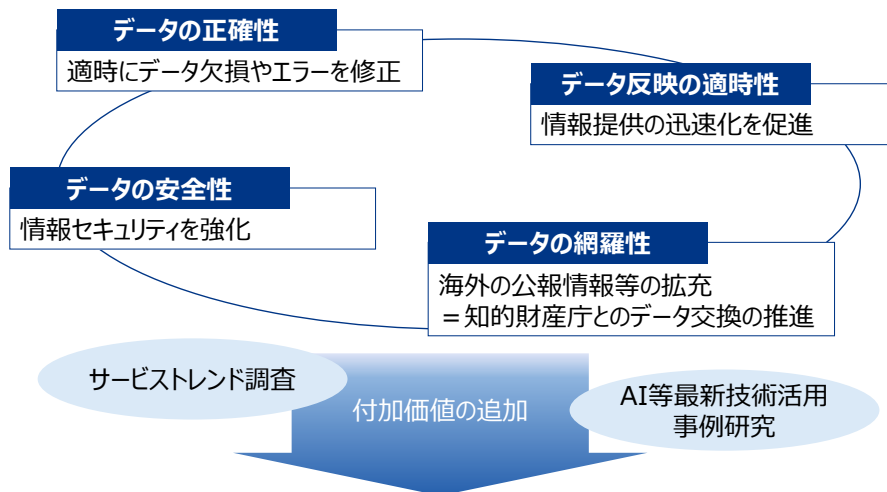 データの正確性
適時にデータ欠損やエラーを修正
データ反映の適時性
情報提供の迅速化を促進
データの安全性
情報セキュリティを強化
データの網羅性
海外の公報情報等の拡充
＝知的財産庁とのデータ交換の推進
サービストレンド調査
付加価値の追加
AI等最新技術活用
事例研究